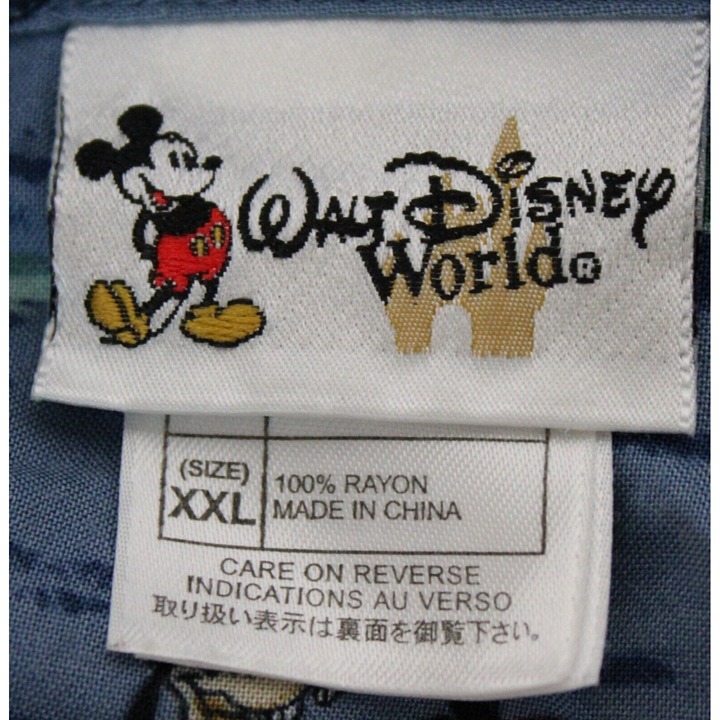 WALT DISNEY
World®
(SIZE)
XXL
100% RAYON
MADE IN CHINA
CARE ON REVERSE
INDICATIONS AU VERSO
取り扱い表示は裏面を御覧下さい。